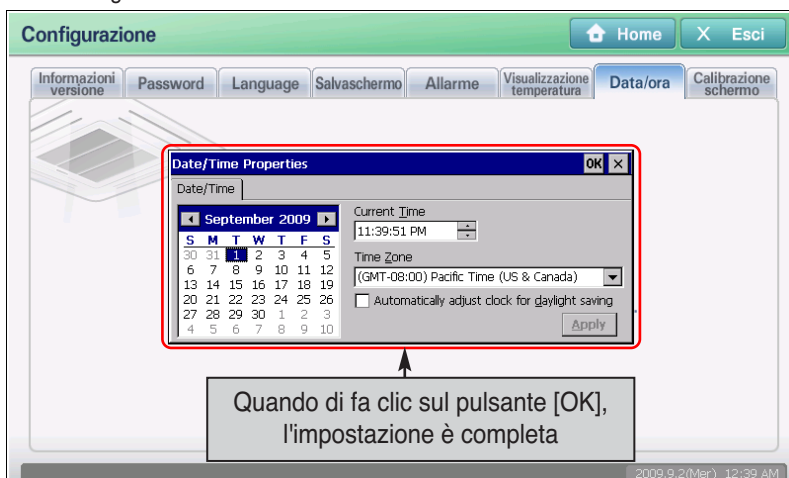 Configurazione
Home
X Esci
Informazioni versione
Password
Language
Salvaschermo
Allarme
Visualizzazione temperatura
Data/ora
Calibrazione schermo
Date/Time Properties
OK ×
Date/Time
September 2009
S M T W T F S
30 31 1 2 3 4 5
6 7 8 9 10 11 12
13 14 15 16 17 18 19
20 21 22 23 24 25 26
27 28 29 30 1 2 3
4 5 6 7 8 9 10
Current Time
11:39:51 PM
Time Zone
(GMT-08:00) Pacific Time (US & Canada)
Automatically adjust clock for daylight saving
Apply
Quando di fa clic sul pulsante [OK],
l'impostazione è completa
2009.9.2(Mer) 12:39 AM